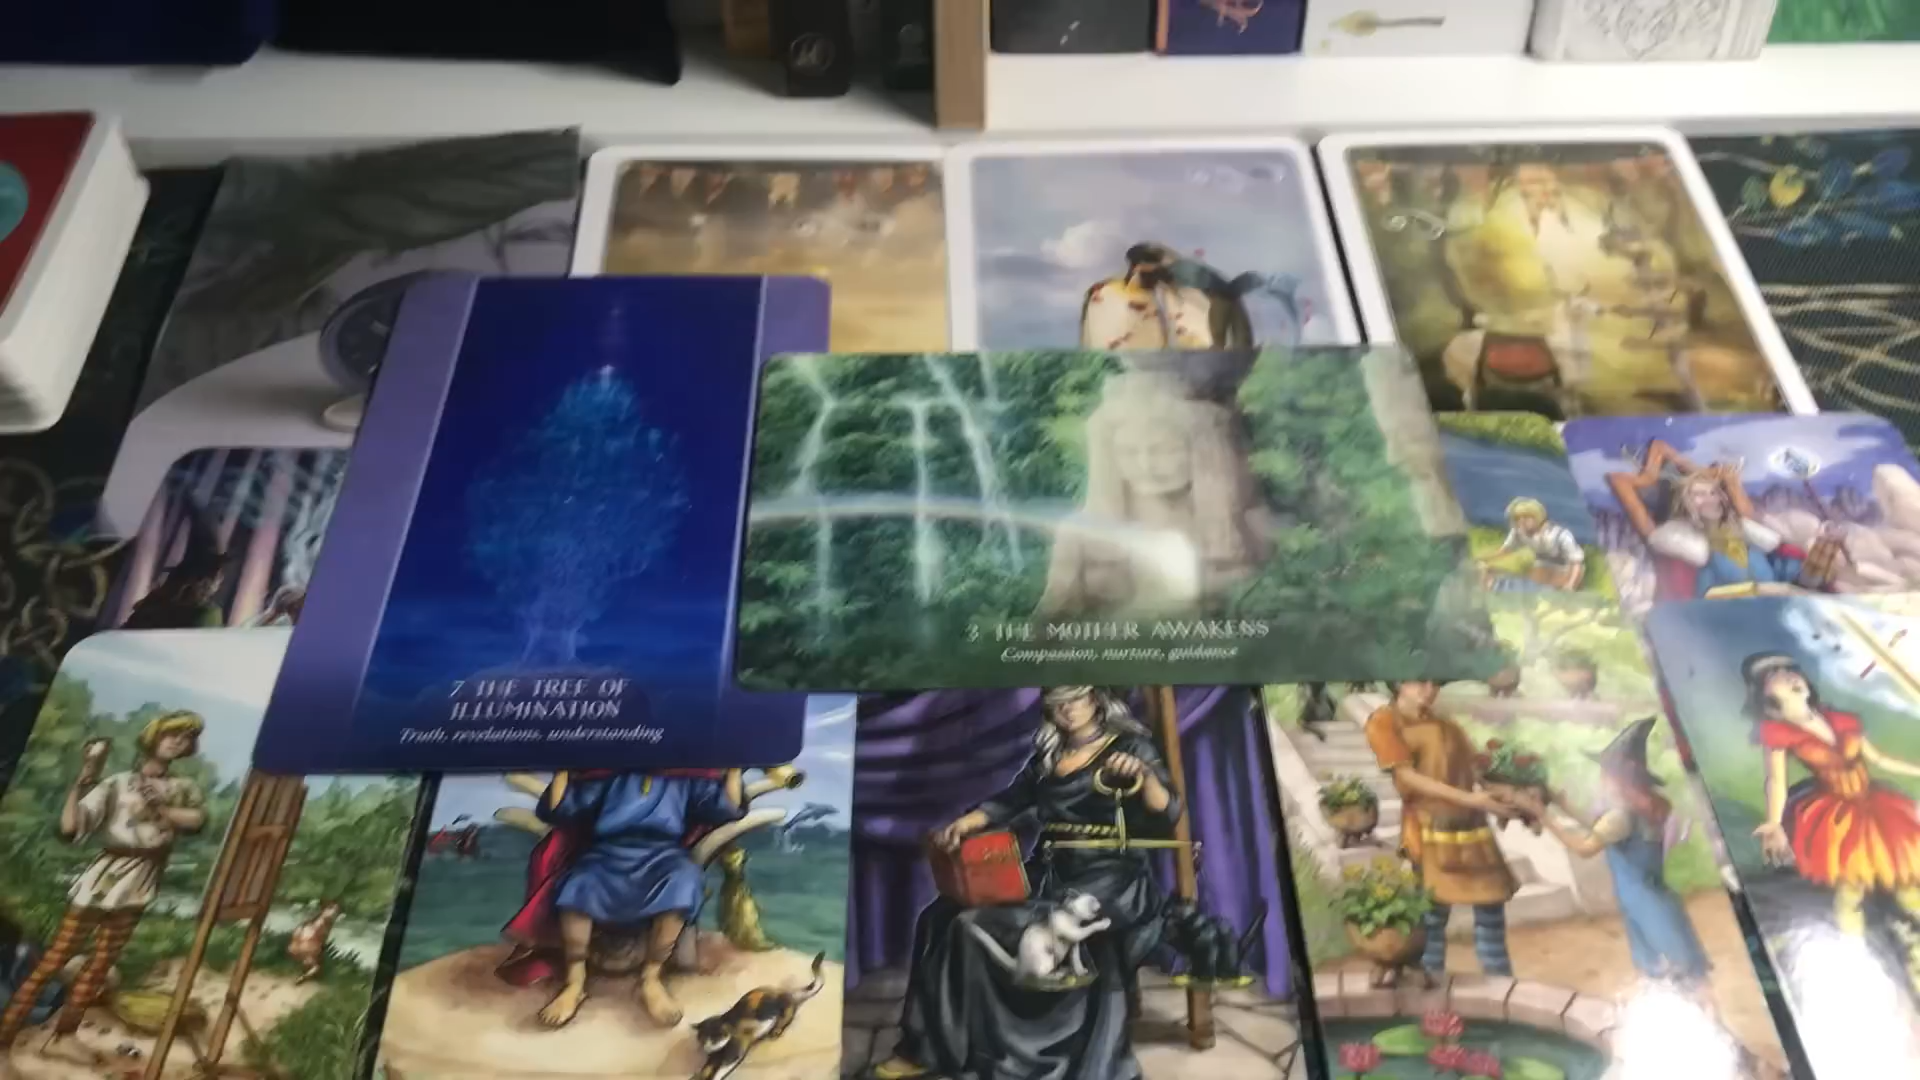 7 THE TREE OF
ILLUMINATION
Truth, revelations, understanding
3 THE MOTHER AWAKENS
Compassion, nurture, guidance